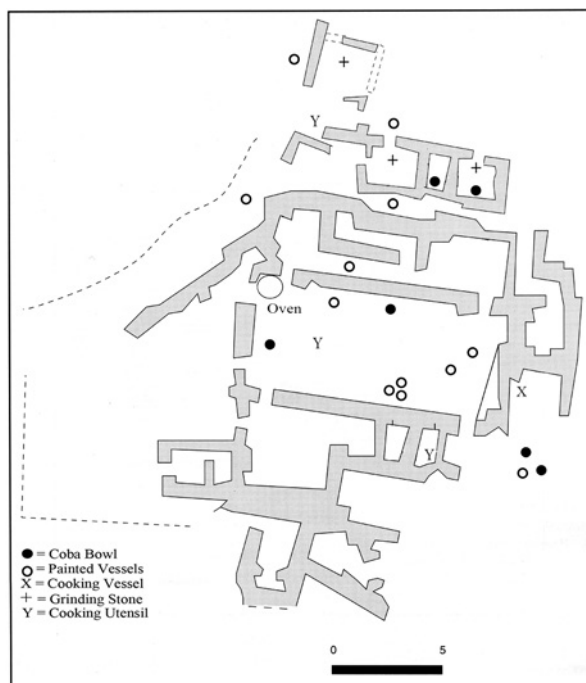 +
Y
+
+
Oven
Y
X
Y
● = Coba Bowl
O = Painted Vessels
X = Cooking Vessel
+ = Grinding Stone
Y = Cooking Utensil
0 5